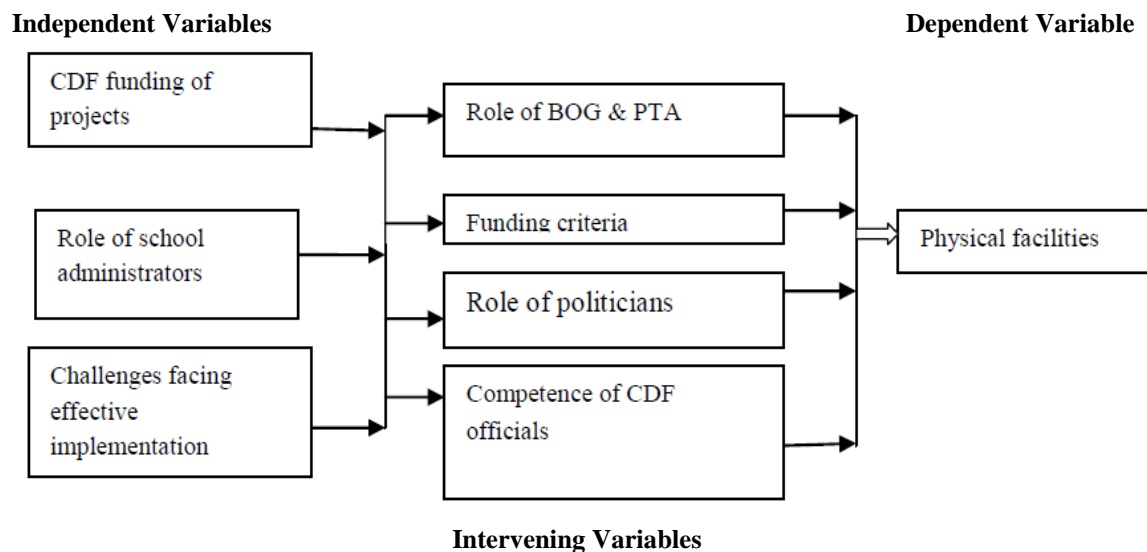 Independent Variables
Dependent Variable
CDF funding of
projects
Role of school
administrators
Challenges facing
effective
implementation
Role of BOG & PTA
Funding criteria
Role of politicians
Competence of CDF
officials
Physical facilities
Intervening Variables